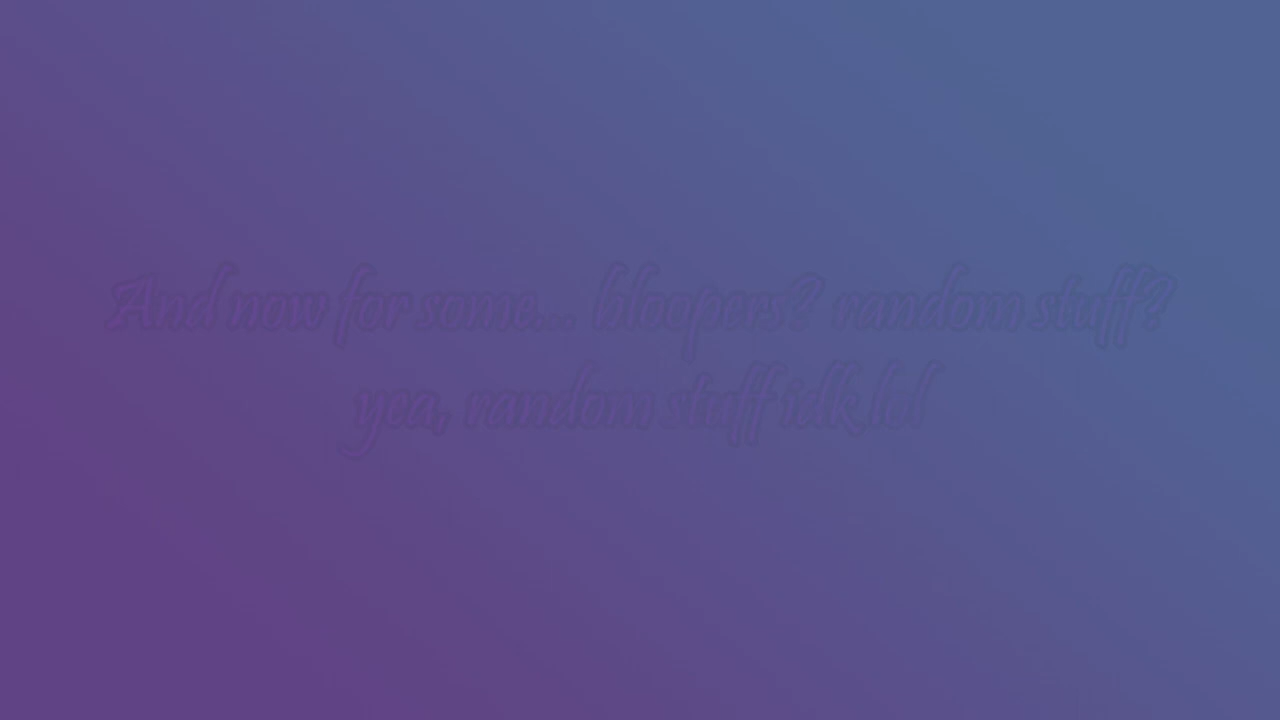 And now for some... bloopers? random stuff?
yea, random stuff idk lol